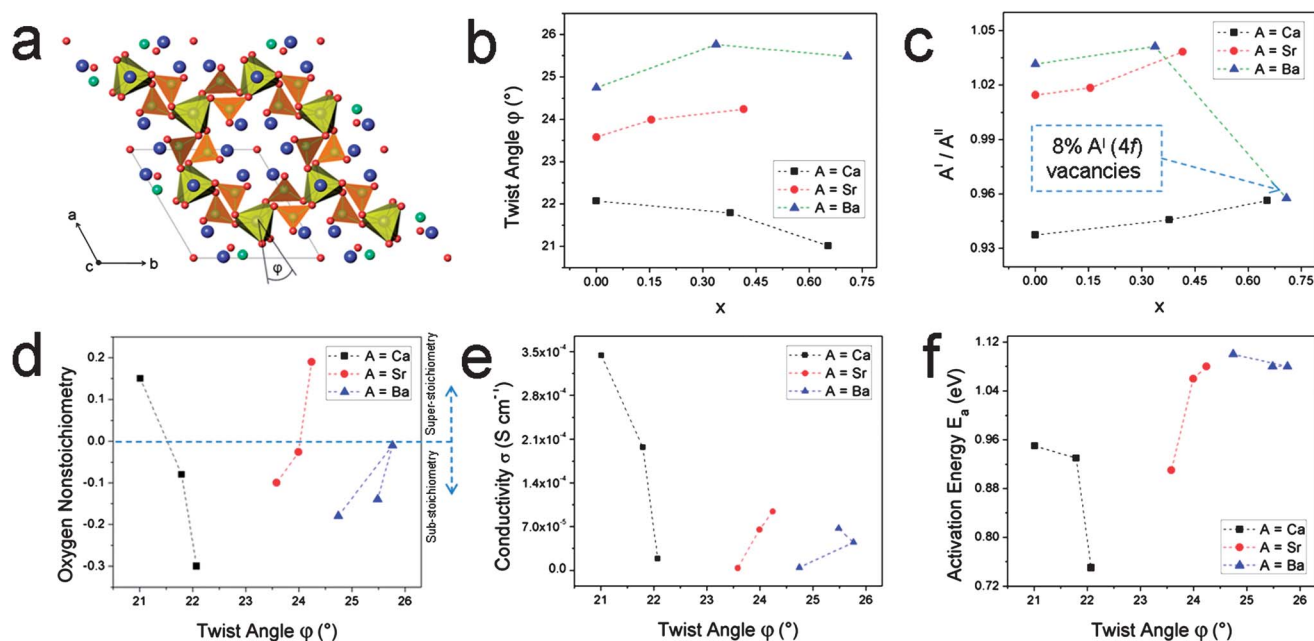 a
a
c
b
φ
b
Twist Angle φ (°)
26
25
24
23
22
21
A = Ca
A = Sr
A = Ba
0.00 0.15 0.30 0.45 0.60 0.75
x
c
Aᴵ / Aᴵᴵ
1.05
1.02
0.99
0.96
0.93
A = Ca
A = Sr
A = Ba
8% Aᴵ (4f)
vacancies
0.00 0.15 0.30 0.45 0.60 0.75
x
d
Oxygen Nonstoichiometry
0.2
0.1
0.0
-0.1
-0.2
-0.3
A = Ca
A = Sr
A = Ba
Super-stoichiometry
Sub-stoichiometry
21 22 23 24 25 26
Twist Angle φ (°)
e
Conductivity σ (S cm⁻¹)
3.5x10⁻⁴
2.8x10⁻⁴
2.1x10⁻⁴
1.4x10⁻⁴
7.0x10⁻⁵
0.0
A = Ca
A = Sr
A = Ba
21 22 23 24 25 26
Twist Angle φ (°)
f
Activation Energy Eₐ (eV)
1.08
0.96
0.88
0.80
0.72
A = Ca
A = Sr
A = Ba
21 22 23 24 25 26
Twist Angle φ (°)